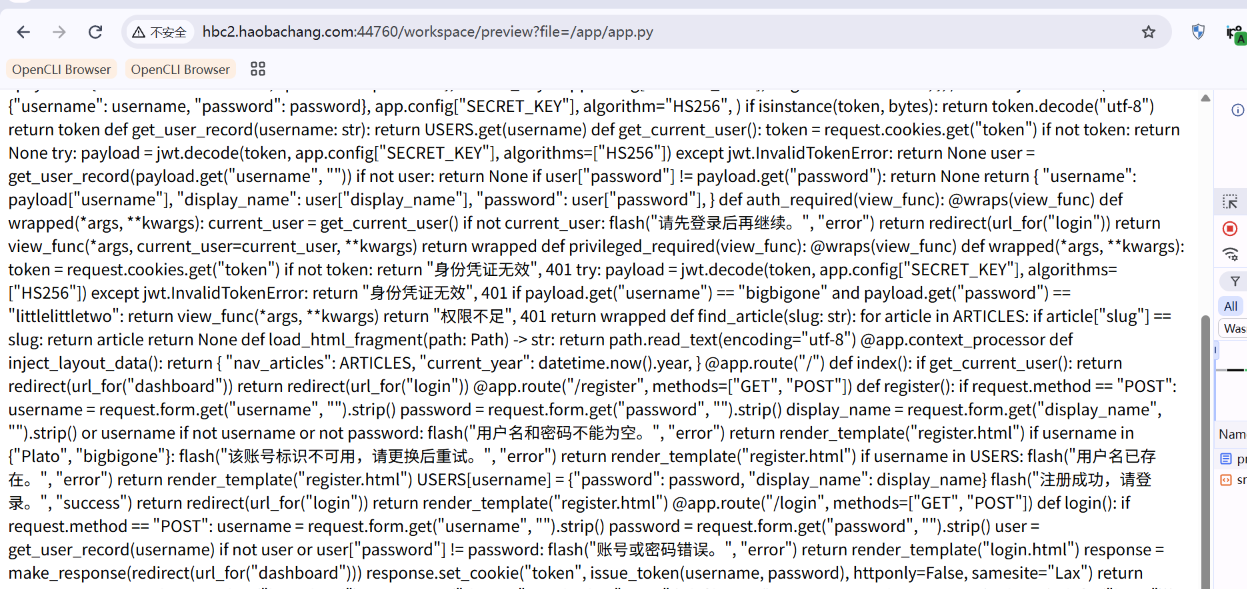 不安全 hbc2.haobachang.com:44760/workspace/preview?file=/app/app.py
OpenCLI Browser OpenCLI Browser
{"username": username, "password": password}, app.config["SECRET_KEY"], algorithm="HS256", ) if isinstance(token, bytes): return token.decode("utf-8")
return token def get_user_record(username: str): return USERS.get(username) def get_current_user(): token = request.cookies.get("token") if not token: return
None try: payload = jwt.decode(token, app.config["SECRET_KEY"], algorithms=["HS256"]) except jwt.InvalidTokenError: return None user =
get_user_record(payload.get("username", "")) if not user: return None if user["password"] != payload.get("password"): return None return { "username":
payload["username"], "display_name": user["display_name"], "password": user["password"], } def auth_required(view_func): @wraps(view_func) def
wrapped(*args, **kwargs): current_user = get_current_user() if not current_user: flash("请先登录后再继续。", "error") return redirect(url_for("login")) return
view_func(*args, current_user=current_user, **kwargs) return wrapped def privileged_required(view_func): @wraps(view_func) def wrapped(*args, **kwargs):
token = request.cookies.get("token") if not token: return "身份凭证无效", 401 try: payload = jwt.decode(token, app.config["SECRET_KEY"], algorithms=
["HS256"]) except jwt.InvalidTokenError: return "身份凭证无效", 401 if payload.get("username") == "bigbigone" and payload.get("password") ==
"littlelittletwo": return view_func(*args, **kwargs) return "权限不足", 401 return wrapped def find_article(slug: str): for article in ARTICLES: if article["slug"] ==
slug: return article return None def load_html_fragment(path: Path) -> str: return path.read_text(encoding="utf-8") @app.context_processor def
inject_layout_data(): return { "nav_articles": ARTICLES, "current_year": datetime.now().year, } @app.route("/") def index(): if get_current_user(): return
redirect(url_for("dashboard")) return redirect(url_for("login")) @app.route("/register", methods=["GET", "POST"]) def register(): if request.method == "POST":
username = request.form.get("username", "").strip() password = request.form.get("password", "").strip() display_name = request.form.get("display_name",
"").strip() or username if not username or not password: flash("用户名和密码不能为空。", "error") return render_template("register.html") if username in
{"Plato", "bigbigone"}: flash("该账号标识不可用，请更换后重试。", "error") return render_template("register.html") if username in USERS: flash("用户名已存
在。", "error") return render_template("register.html") USERS[username] = {"password": password, "display_name": display_name} flash("注册成功，请登
录。", "success") return redirect(url_for("login")) return render_template("register.html") @app.route("/login", methods=["GET", "POST"]) def login(): if
request.method == "POST": username = request.form.get("username", "").strip() password = request.form.get("password", "").strip() user =
get_user_record(username) if not user or user["password"] != password: flash("账号或密码错误。", "error") return render_template("login.html") response =
make_response(redirect(url_for("dashboard"))) response.set_cookie("token", issue_token(username, password), httponly=False, samesite="Lax") return
A
All
Was
Nam
pr
sr